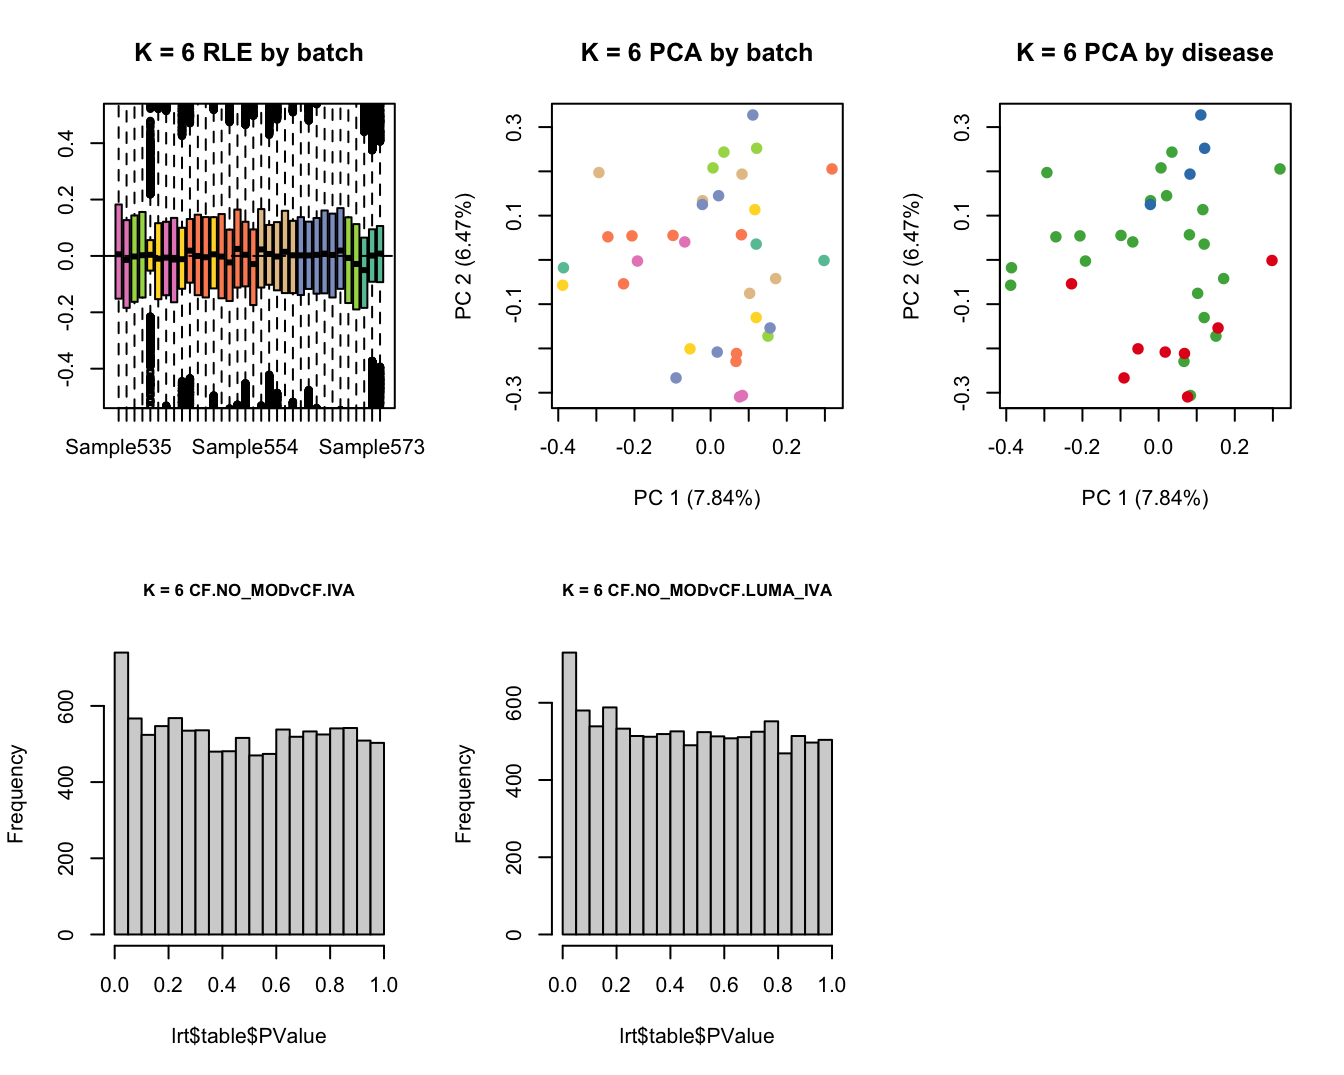 K = 6 RLE by batch
0.4
0.2
0.0
-0.2
-0.4
Sample535 Sample554 Sample573
K = 6 PCA by batch
PC 2 (6.47%)
0.3
0.1
-0.1
-0.3
-0.4 -0.2 0.0 0.2
PC 1 (7.84%)
K = 6 PCA by disease
PC 2 (6.47%)
0.3
0.1
-0.1
-0.3
-0.4 -0.2 0.0 0.2
PC 1 (7.84%)
K = 6 CF.NO_MODvCF.IVA
Frequency
600
400
200
0
0.0 0.2 0.4 0.6 0.8 1.0
lrt$table$PValue
K = 6 CF.NO_MODvCF.LUMA_IVA
Frequency
600
400
200
0
0.0 0.2 0.4 0.6 0.8 1.0
lrt$table$PValue